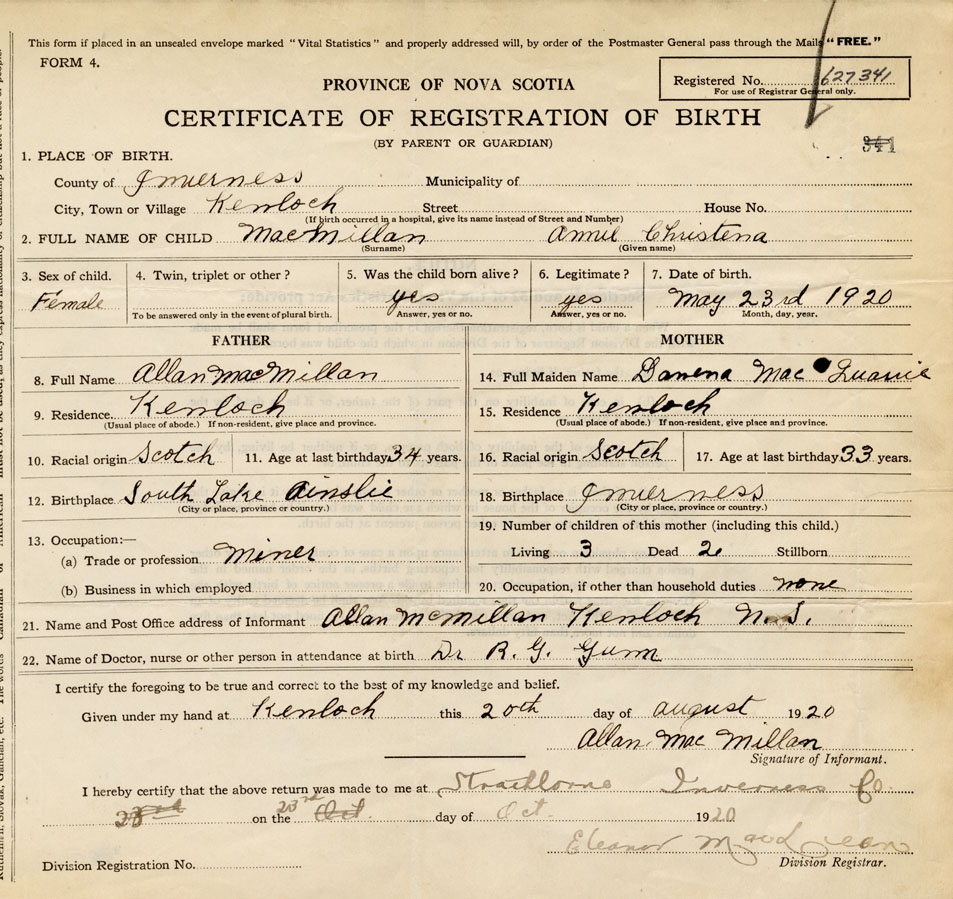 This form if placed in an unsealed envelope marked "Vital Statistics" and properly addressed will, by order of the Postmaster General pass through the Mails "FREE."
FORM 4.
Registered No. 627341
For use of Registrar General only.
PROVINCE OF NOVA SCOTIA
CERTIFICATE OF REGISTRATION OF BIRTH
(BY PARENT OR GUARDIAN)
341
1. PLACE OF BIRTH.
County of Inverness Municipality of
City, Town or Village Kenloch Street House No.
(If birth occurred in a hospital, give its name instead of Street and Number)
2. FULL NAME OF CHILD MacMillan Annie Christena
(Surname) (Given name)
3. Sex of child. 4. Twin, triplet or other? 5. Was the child born alive? 6. Legitimate? 7. Date of birth.
Female yes yes May 23rd 1920
To be answered only in the event of plural birth. Answer, yes or no. Answer, yes or no. Month, day, year.
FATHER
8. Full Name Allan MacMillan
9. Residence. Kenloch
(Usual place of abode.) If non-resident, give place and province.
10. Racial origin Scotch 11. Age at last birthday 34 years.
12. Birthplace South Lake Ainslie
(City or place, province or country.)
13. Occupation:—
(a) Trade or profession Miner
(b) Business in which employed
MOTHER
14. Full Maiden Name Mac
15. Residence Kenloch
(Usual place of abode.) If non-resident, give place and province.
16. Racial origin Scotch 17. Age at last birthday 33 years.
18. Birthplace Inverness
(City or place, province or country.)
19. Number of children of this mother (including this child.)
Living 3 Dead 2 Stillborn
20. Occupation, if other than household duties none
21. Name and Post Office address of Informant Allan McMillan Kenloch N.S.
22. Name of Doctor, nurse or other person in attendance at birth Dr R. G. Gunn
I certify the foregoing to be true and correct to the best of my knowledge and belief.
Given under my hand at Kenloch this 20th day of August 1920
Allan MacMillan
Signature of Informant.
I hereby certify that the above return was made to me at Strathlorne Inverness Co.
23rd on the 23rd Oct. day of Oct. 1920
Eleanor
Division Registration No. Division Registrar.